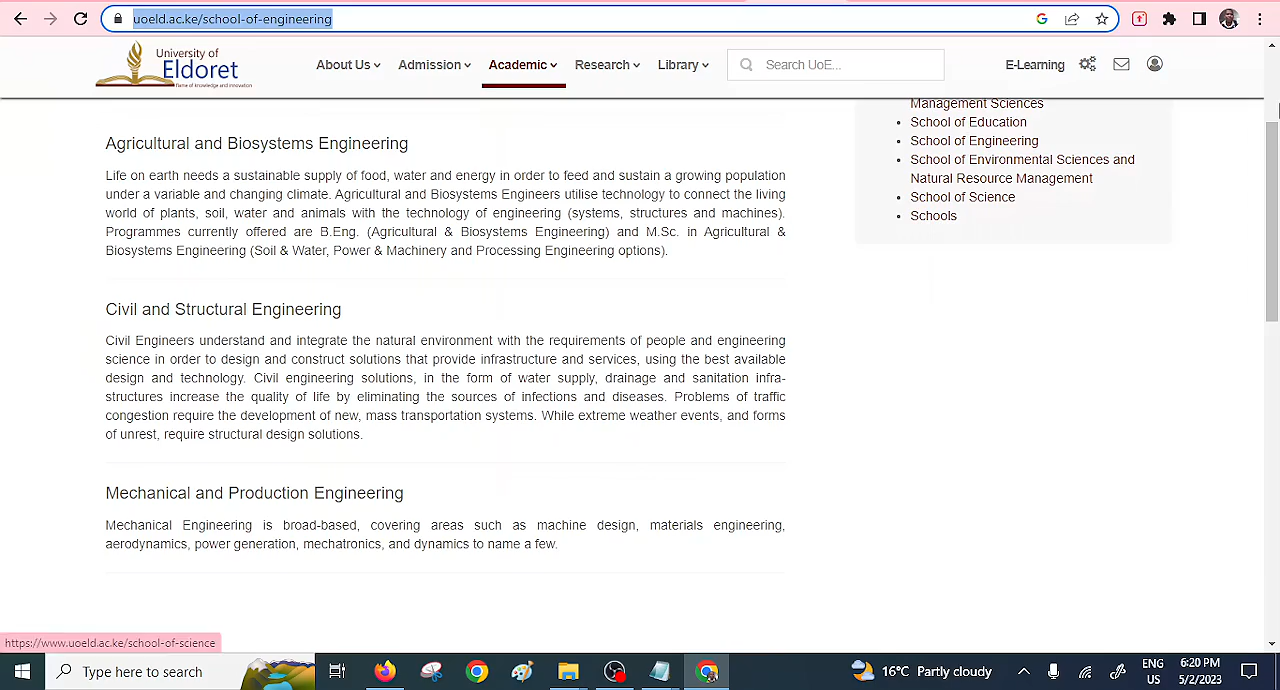 uoeld.ac.ke/school-of-engineering
University of
Eldoret
flame of knowledge and innovation
About Us
Admission
Academic
Research
Library
Search UoE...
E-Learning
Agricultural and Biosystems Engineering
Life on earth needs a sustainable supply of food, water and energy in order to feed and sustain a growing population
under a variable and changing climate. Agricultural and Biosystems Engineers utilise technology to connect the living
world of plants, soil, water and animals with the technology of engineering (systems, structures and machines).
Programmes currently offered are B.Eng. (Agricultural & Biosystems Engineering) and M.Sc. in Agricultural &
Biosystems Engineering (Soil & Water, Power & Machinery and Processing Engineering options).
Civil and Structural Engineering
Civil Engineers understand and integrate the natural environment with the requirements of people and engineering
science in order to design and construct solutions that provide infrastructure and services, using the best available
design and technology. Civil engineering solutions, in the form of water supply, drainage and sanitation infra-
structures increase the quality of life by eliminating the sources of infections and diseases. Problems of traffic
congestion require the development of new, mass transportation systems. While extreme weather events, and forms
of unrest, require structural design solutions.
Mechanical and Production Engineering
Mechanical Engineering is broad-based, covering areas such as machine design, materials engineering,
aerodynamics, power generation, mechatronics, and dynamics to name a few.
Management Sciences
School of Education
School of Engineering
School of Environmental Sciences and
Natural Resource Management
School of Science
Schools
https://www.uoeld.ac.ke/school-of-science
Type here to search
16°C Partly cloudy
ENG
US
6:20 PM
5/2/2023